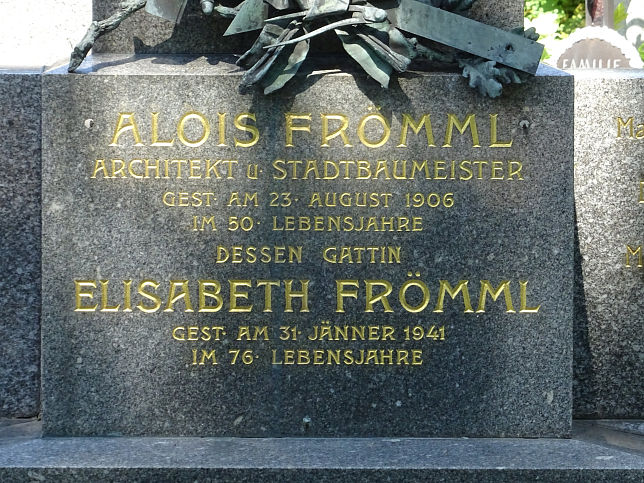 FAMILIE
ALOIS FRÖMML
ARCHITEKT u. STADTBAUMEISTER
GEST. AM 23. AUGUST 1906
IM 50. LEBENSJAHRE
DESSEN GATTIN
ELISABETH FRÖMML
GEST. AM 31. JÄNNER 1941
IM 76. LEBENSJAHRE